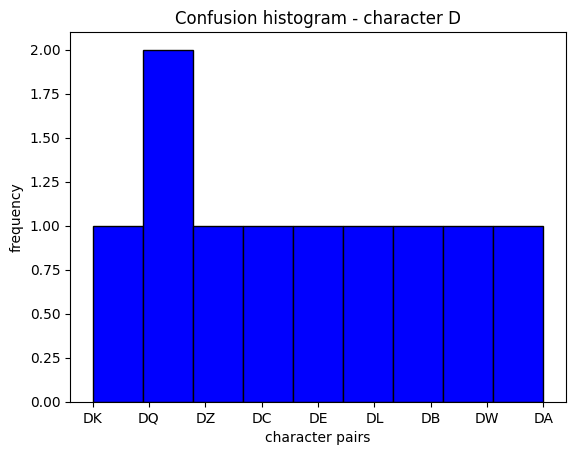 Confusion histogram - character D
2.00
1.75
1.50
1.25
1.00
0.75
0.50
0.25
0.00
frequency
DK DQ DZ DC DE DL DB DW DA
character pairs